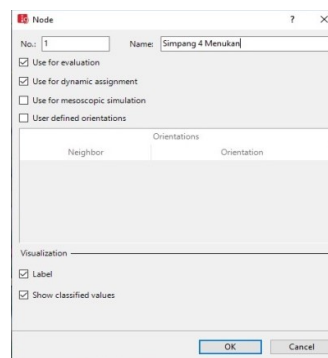 Node ? X
No.: 1 Name: Simpang 4 Menukan
Use for evaluation
Use for dynamic assignment
Use for mesoscopic simulation
User defined orientations
Orientations
Neighbor Orientation
Visualization
Label
Show classified values
OK Cancel